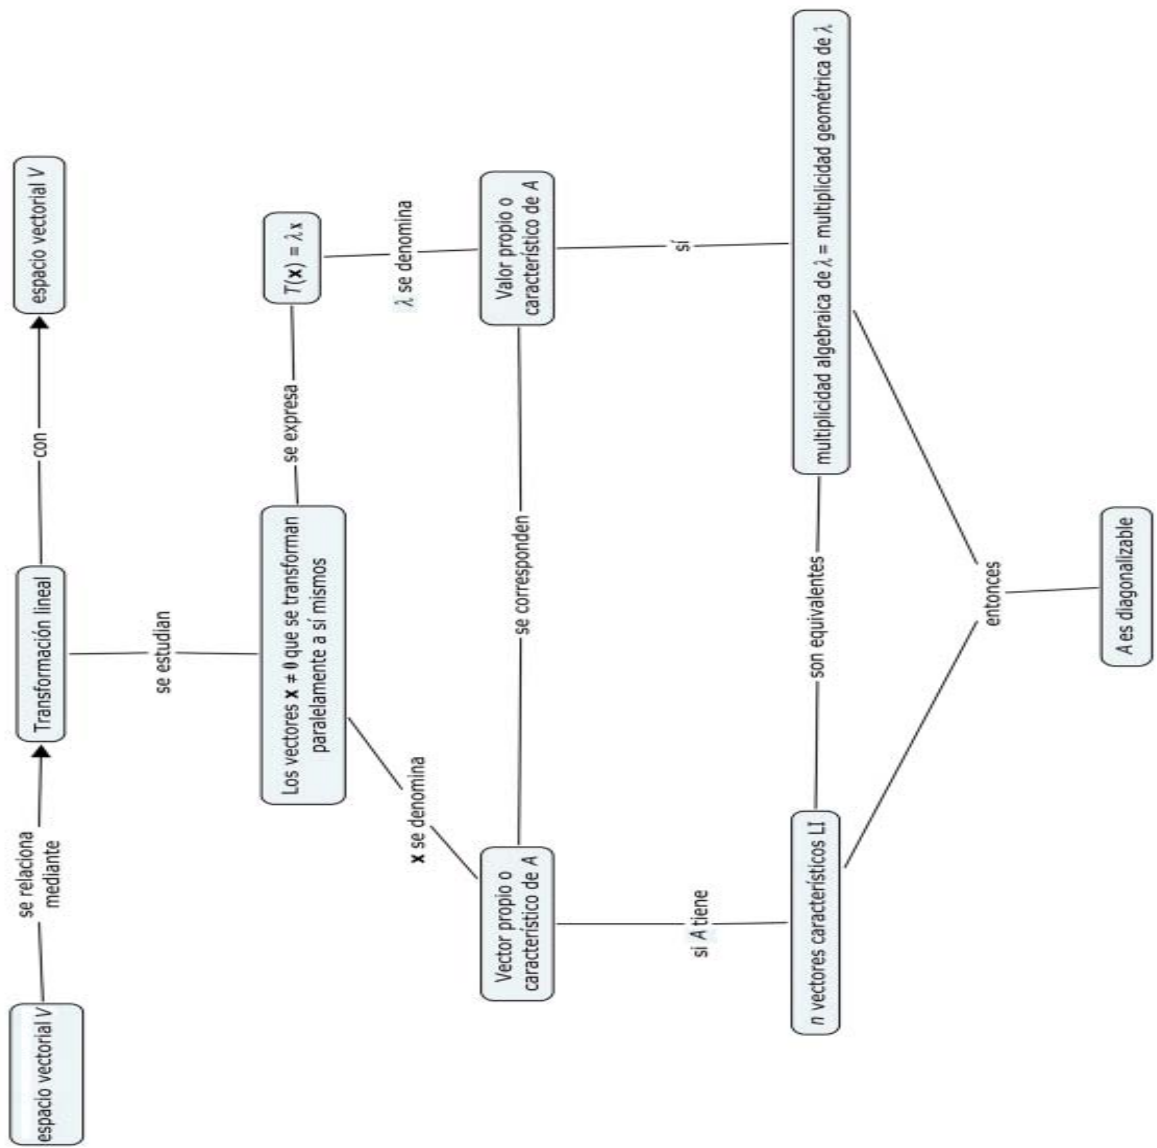 espacio vectorial V
se relaciona
mediante
Transformación lineal
con
espacio vectorial V
se estudian
Los vectores x ≠ 0 que se transforman
paralelamente a sí mismos
se expresa
T(x) = λx
x se denomina
λ se denomina
Vector propio o
característico de A
se corresponden
Valor propio o
característico de A
si A tiene
sí
n vectores característicos LI
son equivalentes
multiplicidad algebraica de λ = multiplicidad geométrica de λ
entonces
A es diagonalizable